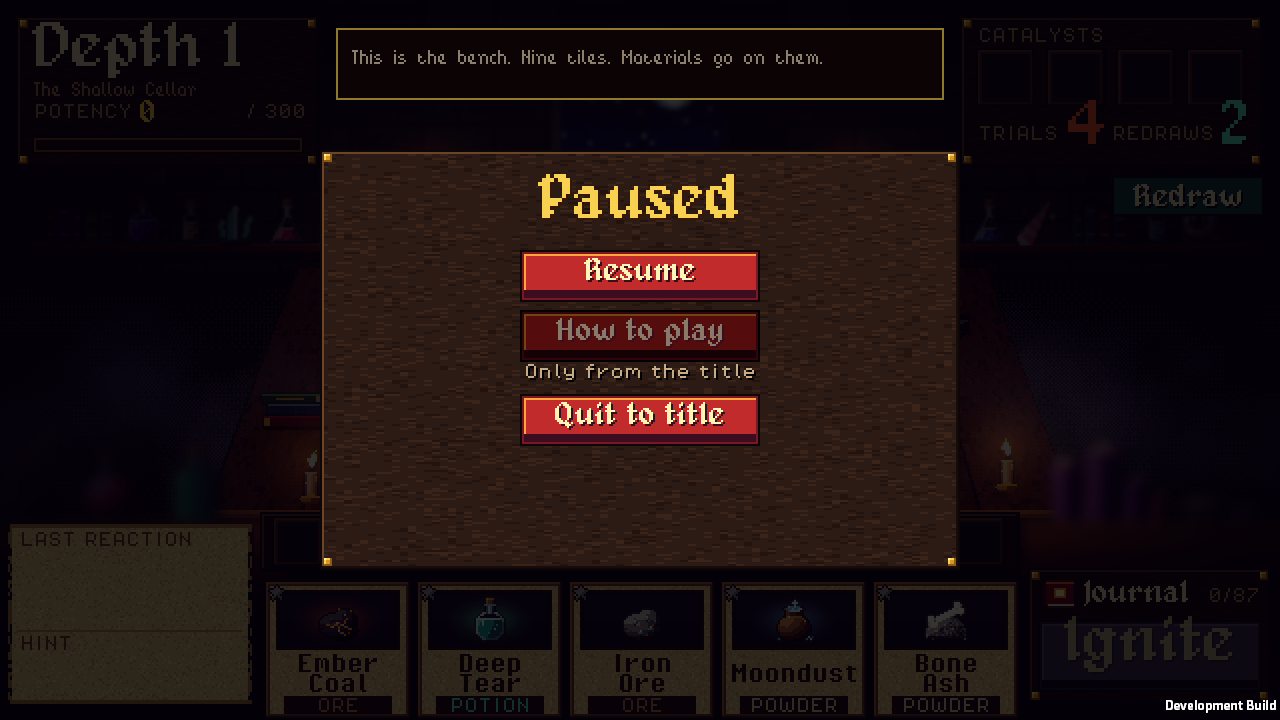 Depth 1
The Shallow Cellar
POTENCY 0 / 300
This is the bench. Nine tiles. Materials go on them.
CATALYSTS
TRIALS 4 REDRAWS 2
Redraw
Paused
Resume
How to play
Only from the title
Quit to title
LAST REACTION
HINT
Ember
Coal
ORE
Deep
Tear
POTION
Iron
Ore
ORE
Moondust
POWDER
Bone
Ash
POWDER
Journal 0/87
Ignite
Development Build